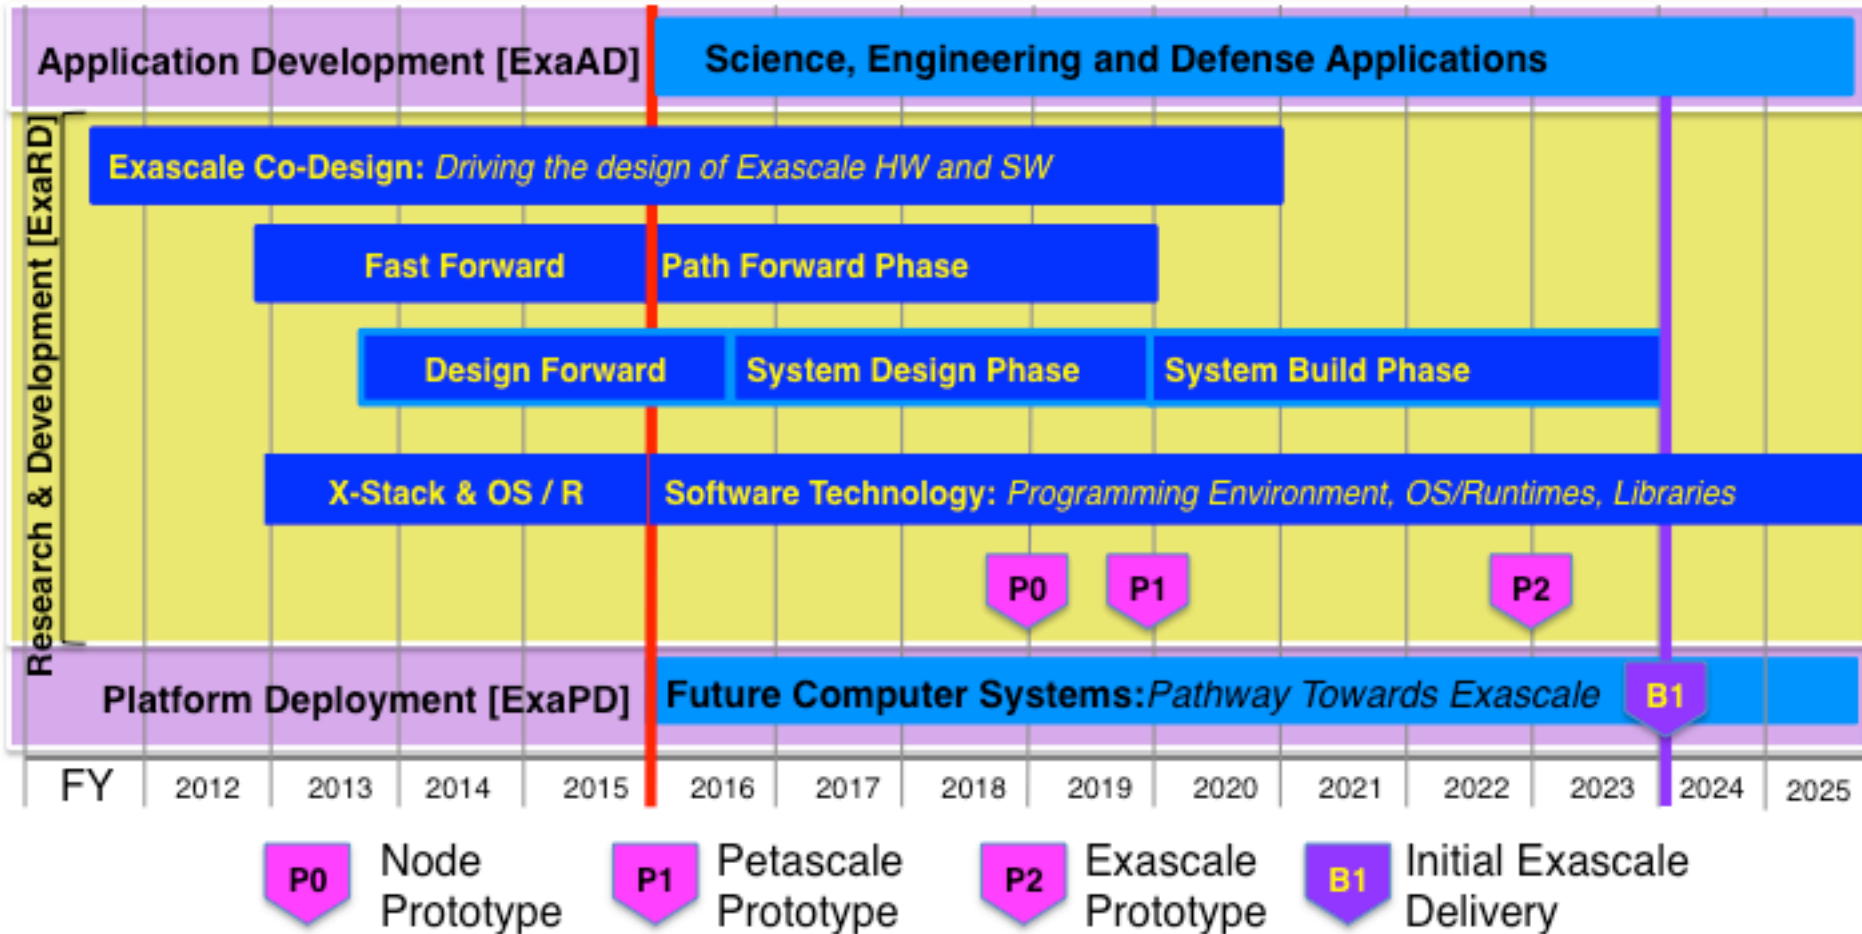 Application Development [ExaAD]
Science, Engineering and Defense Applications
Research & Development [ExaRD]
Exascale Co-Design: Driving the design of Exascale HW and SW
Fast Forward
Path Forward Phase
Design Forward
System Design Phase
System Build Phase
X-Stack & OS / R
Software Technology: Programming Environment, OS/Runtimes, Libraries
P0
P1
P2
Platform Deployment [ExaPD]
Future Computer Systems:Pathway Towards Exascale
B1
FY 2012 2013 2014 2015 2016 2017 2018 2019 2020 2021 2022 2023 2024 2025
P0
Node
Prototype
P1
Petascale
Prototype
P2
Exascale
Prototype
B1
Initial Exascale
Delivery